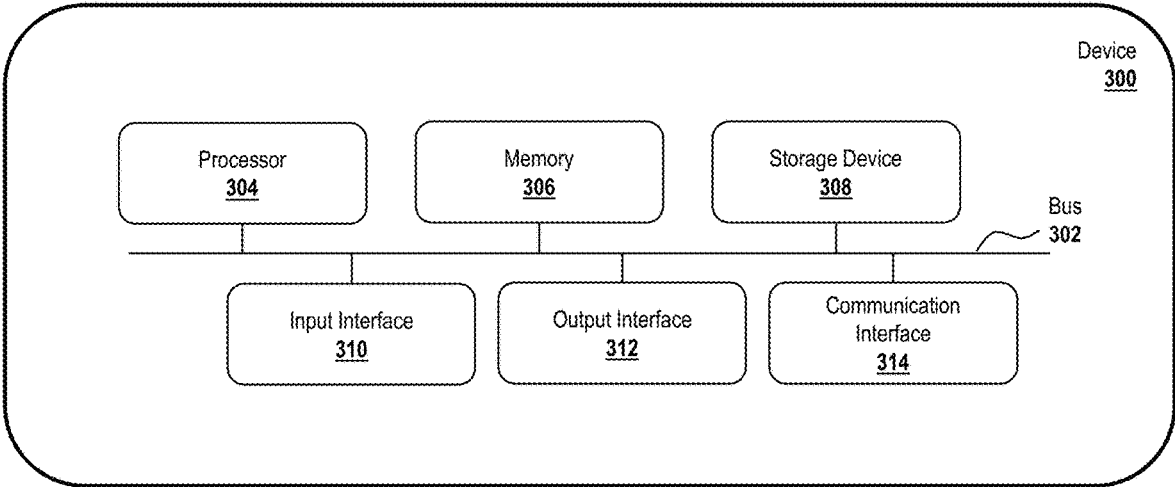 Device
300
Processor
304
Memory
306
Storage Device
308
Bus
302
Input Interface
310
Output Interface
312
Communication
Interface
314